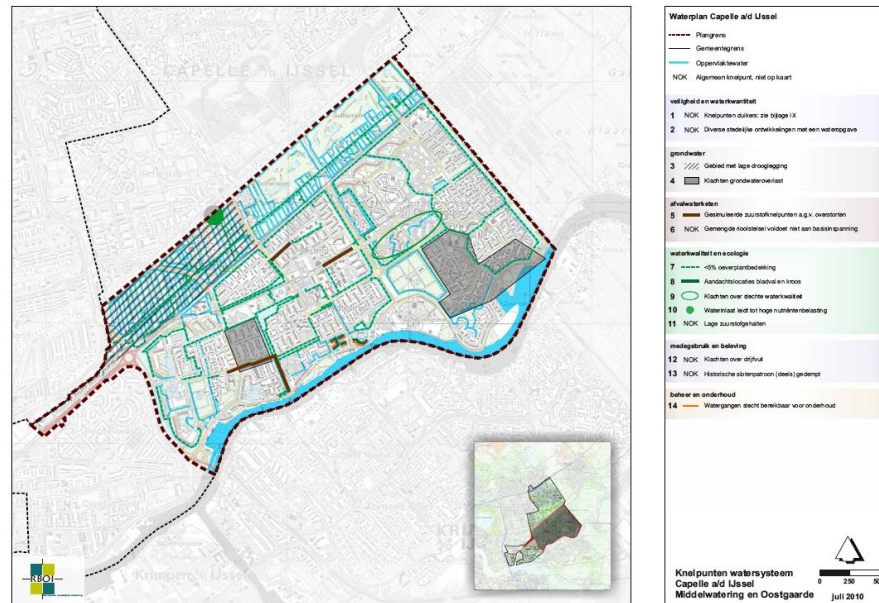 CAPELLE A/D IJSSEL
KRIMPEN A/D IJSSEL
RBOI
Waterplan Capelle a/d IJssel
Plangrens
Gemeentegrens
Oppervlaktewater
NOK Algemeen knelpunt, niet op kaart
veiligheid en waterkwantiteit
1 NOK Knelpunten duikers: zie bijlage IX
2 NOK Diverse stedelijke ontwikkelingen met een wateropgave
grondwater
3 Gebied met lage drooglegging
4 Klachten grondwateroverlast
afvalwaterketen
5 Gesimuleerde zuurstofknelpunten a.g.v. overstorten
6 NOK Gemengde rioolstelsel voldoet niet aan basisinspanning
waterkwaliteit en ecologie
7 <5% oeverplantbedekking
8 Aandachtslocaties bladval en kroos
9 Klachten over slechte waterkwaliteit
10 Waterinlaat leidt tot hoge nutriëntenbelasting
11 NOK Lage zuurstofgehalten
medegebruik en beleving
12 NOK Klachten over drijfvuil
13 NOK Historische slotenpatroon (deels) gedempt
beheer en onderhoud
14 Watergangen slecht bereikbaar voor onderhoud
Knelpunten watersysteem
Capelle a/d IJssel
Middelwatering en Oostgaarde
0 250
juli 2010